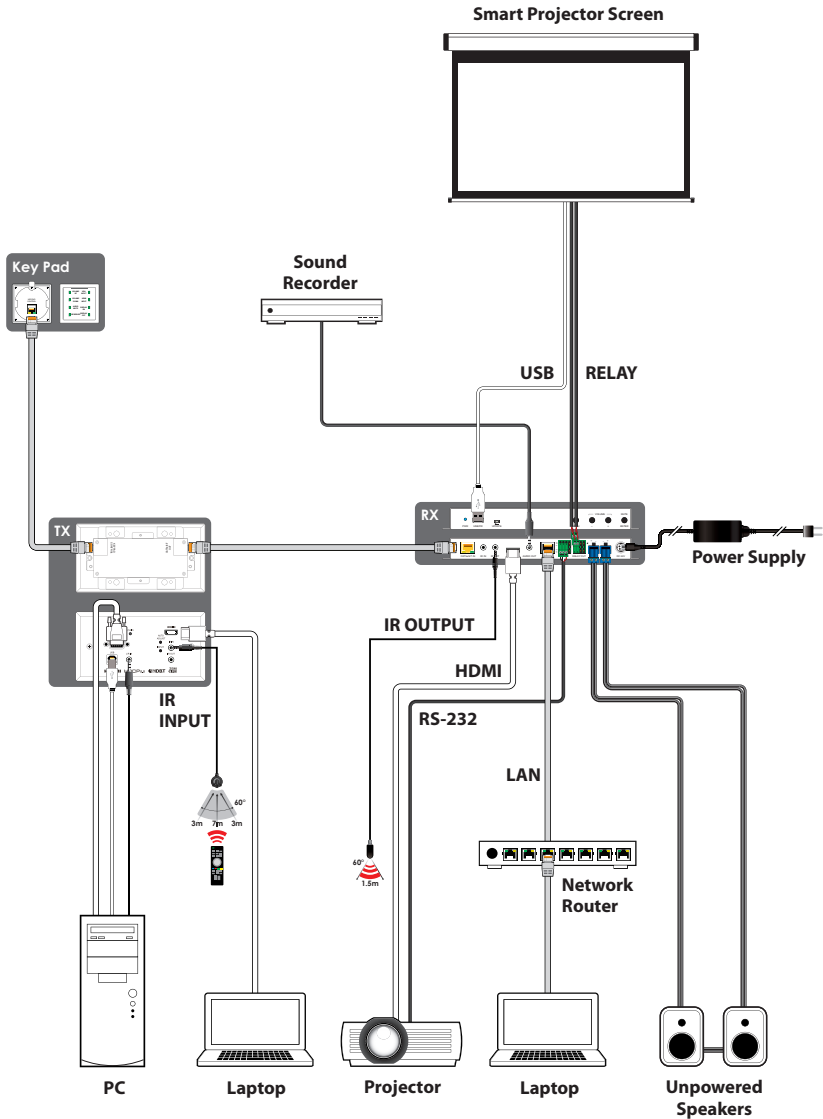 Smart Projector Screen
Key Pad
Sound
Recorder
USB
RELAY
RX
TX
Power Supply
IR OUTPUT
HDMI
IR
INPUT
RS-232
LAN
60°
3m
7m
3m
60°
1.5m
Network
Router
PC
Laptop
Projector
Laptop
Unpowered
Speakers